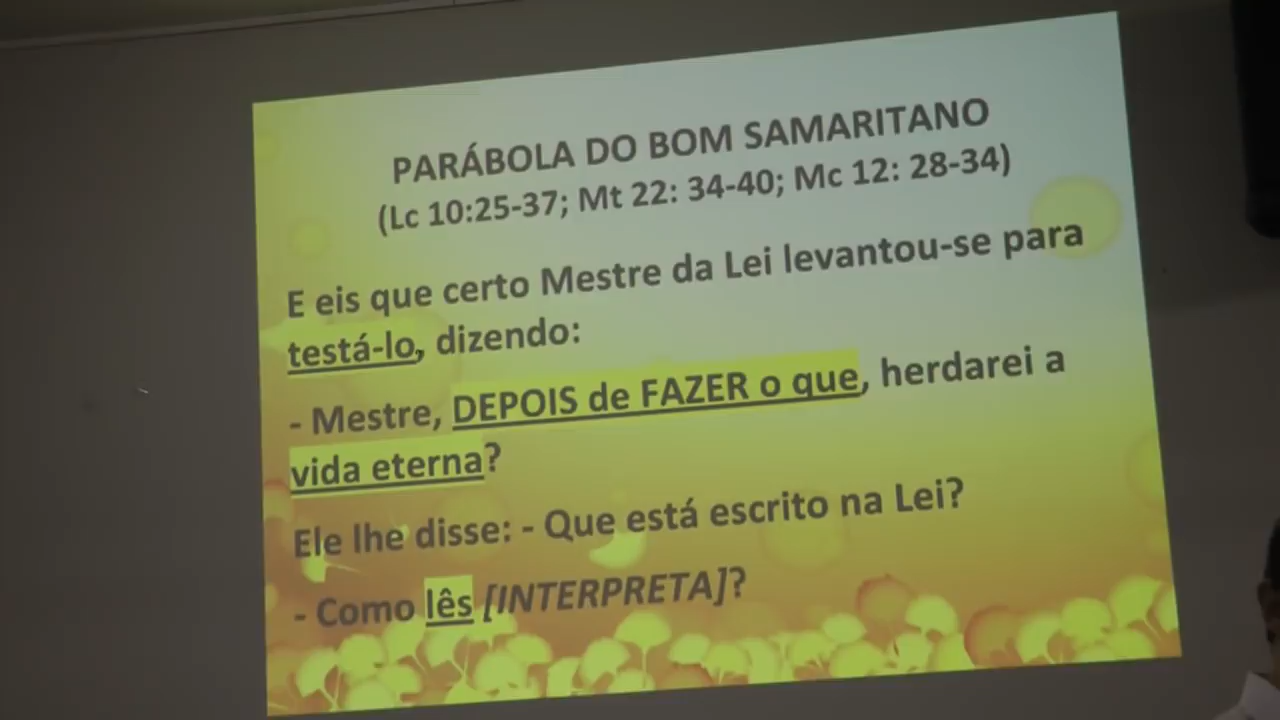 PARÁBOLA DO BOM SAMARITANO
(Lc 10:25-37; Mt 22: 34-40; Mc 12: 28-34)
E eis que certo Mestre da Lei levantou-se para
testá-lo, dizendo:
- Mestre, DEPOIS de FAZER o que, herdarei a
vida eterna?
Ele lhe disse: - Que está escrito na Lei?
- Como lês [INTERPRETA]?